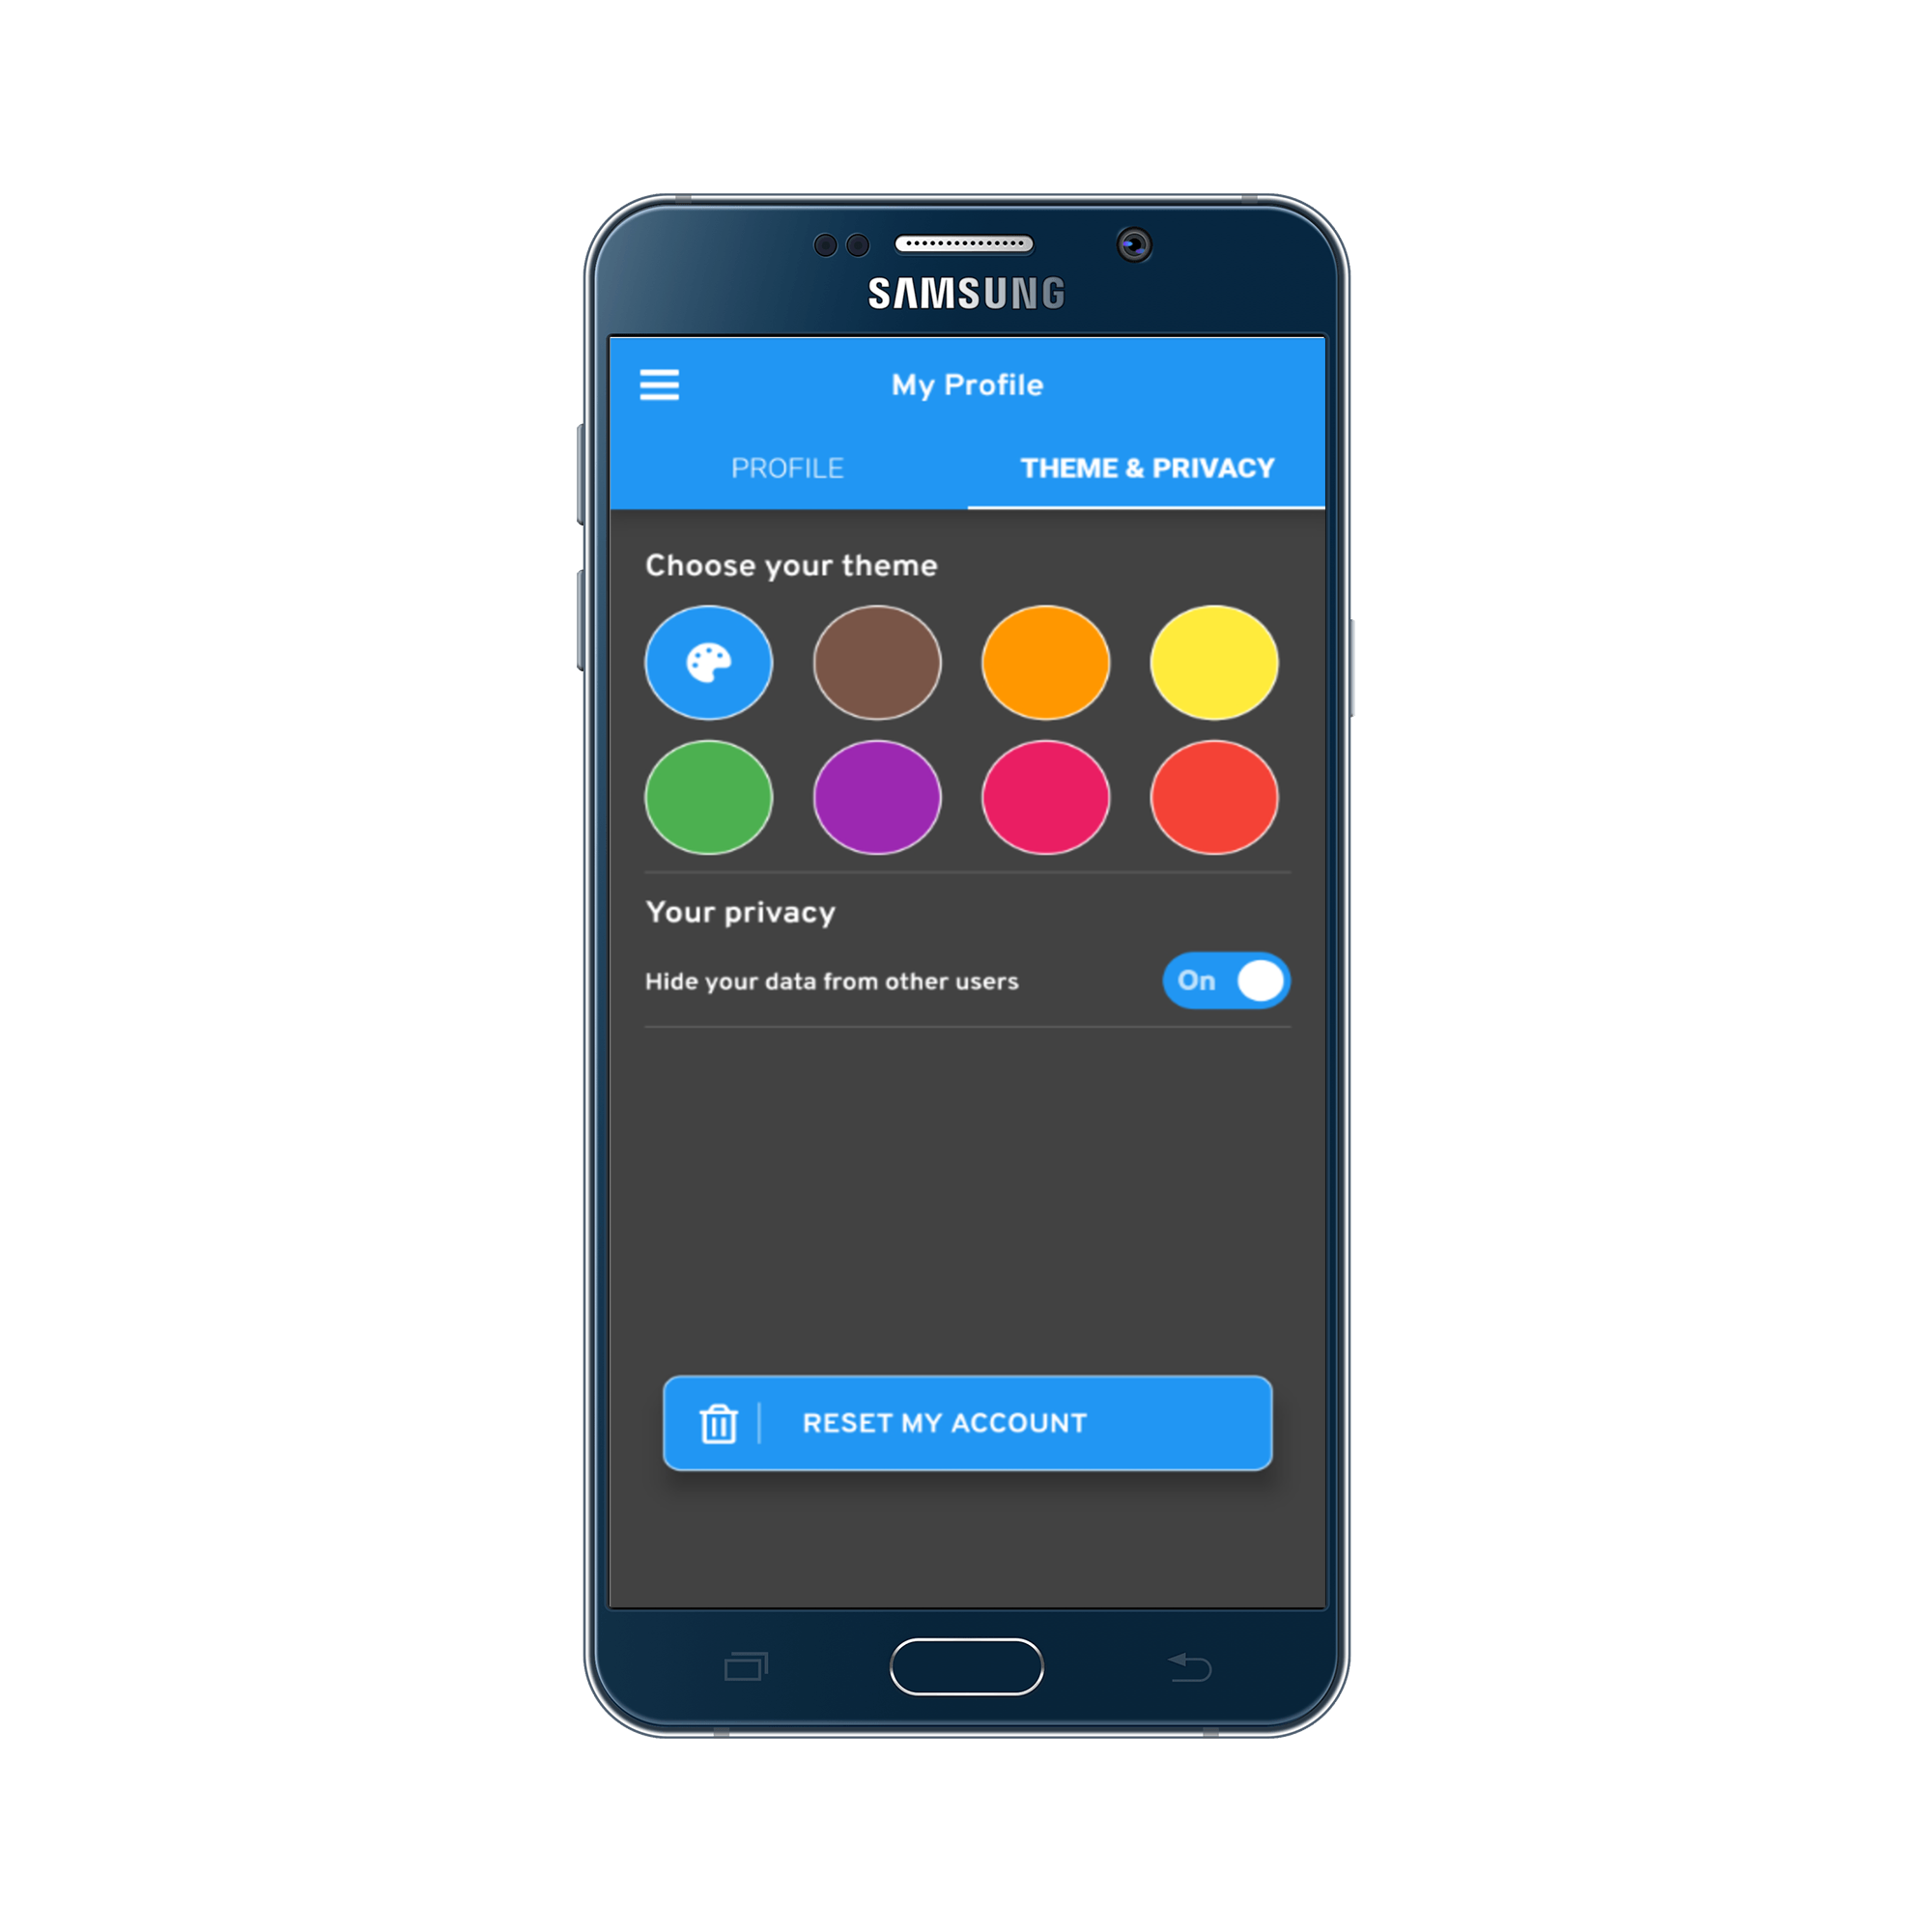 SAMSUNG
My Profile
PROFILE THEME & PRIVACY
Choose your theme
Your privacy
Hide your data from other users On
RESET MY ACCOUNT